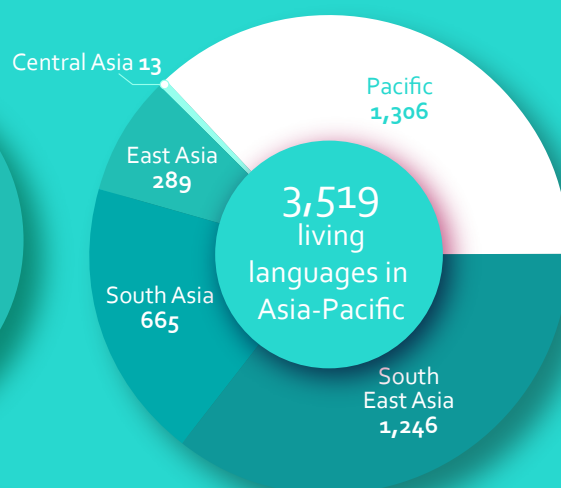 Central Asia 13
Pacific
1,306
East Asia
289
3,519
living
languages in
Asia-Pacific
South Asia
665
South
East Asia
1,246